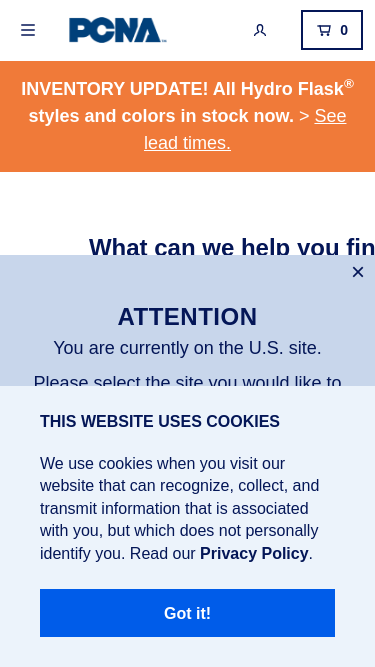 PCNA
0
INVENTORY UPDATE! All Hydro Flask®
styles and colors in stock now. > See
lead times.
What can we help you fin
×
ATTENTION
You are currently on the U.S. site.
Please select the site you would like to
THIS WEBSITE USES COOKIES
We use cookies when you visit our
website that can recognize, collect, and
transmit information that is associated
with you, but which does not personally
identify you. Read our Privacy Policy.
Got it!